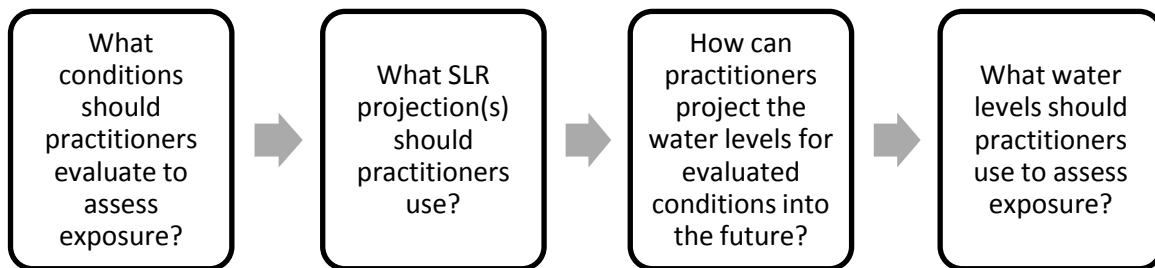 What
conditions
should
practitioners
evaluate to
assess
exposure?
What SLR
projection(s)
should
practitioners
use?
How can
practitioners
project the
water levels for
evaluated
conditions into
the future?
What water
levels should
practitioners
use to assess
exposure?